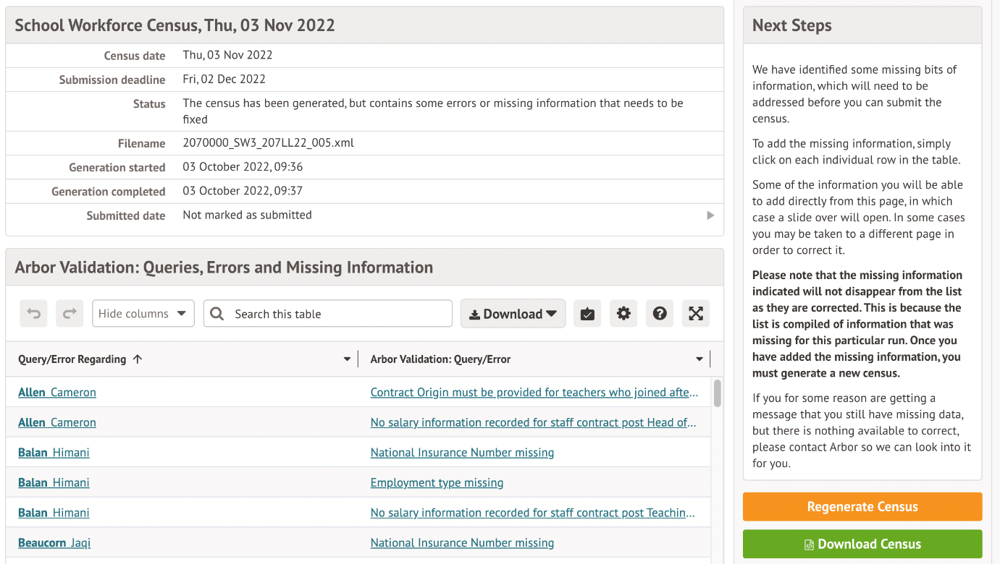 School Workforce Census, Thu, 03 Nov 2022
Census date Thu, 03 Nov 2022
Submission deadline Fri, 02 Dec 2022
Status The census has been generated, but contains some errors or missing information that needs to be
fixed
Filename 2070000_SW3_207LL22_005.xml
Generation started 03 October 2022, 09:36
Generation completed 03 October 2022, 09:37
Submitted date Not marked as submitted
Arbor Validation: Queries, Errors and Missing Information
Hide columns Search this table Download
Query/Error Regarding Arbor Validation: Query/Error
Allen Cameron Contract Origin must be provided for teachers who joined afte...
Allen Cameron No salary information recorded for staff contract post Head of...
Balan Himani National Insurance Number missing
Balan Himani Employment type missing
Balan Himani No salary information recorded for staff contract post Teachin...
Beaucorn Jaqi National Insurance Number missing
Next Steps
We have identified some missing bits of
information, which will need to be
addressed before you can submit the
census.
To add the missing information, simply
click on each individual row in the table.
Some of the information you will be able
to add directly from this page, in which
case a slide over will open. In some cases
you may be taken to a different page in
order to correct it.
Please note that the missing information
indicated will not disappear from the list
as they are corrected. This is because the
list is compiled of information that was
missing for this particular run. Once you
have added the missing information, you
must generate a new census.
If you for some reason are getting a
message that you still have missing data,
but there is nothing available to correct,
please contact Arbor so we can look into it
for you.
Regenerate Census
Download Census